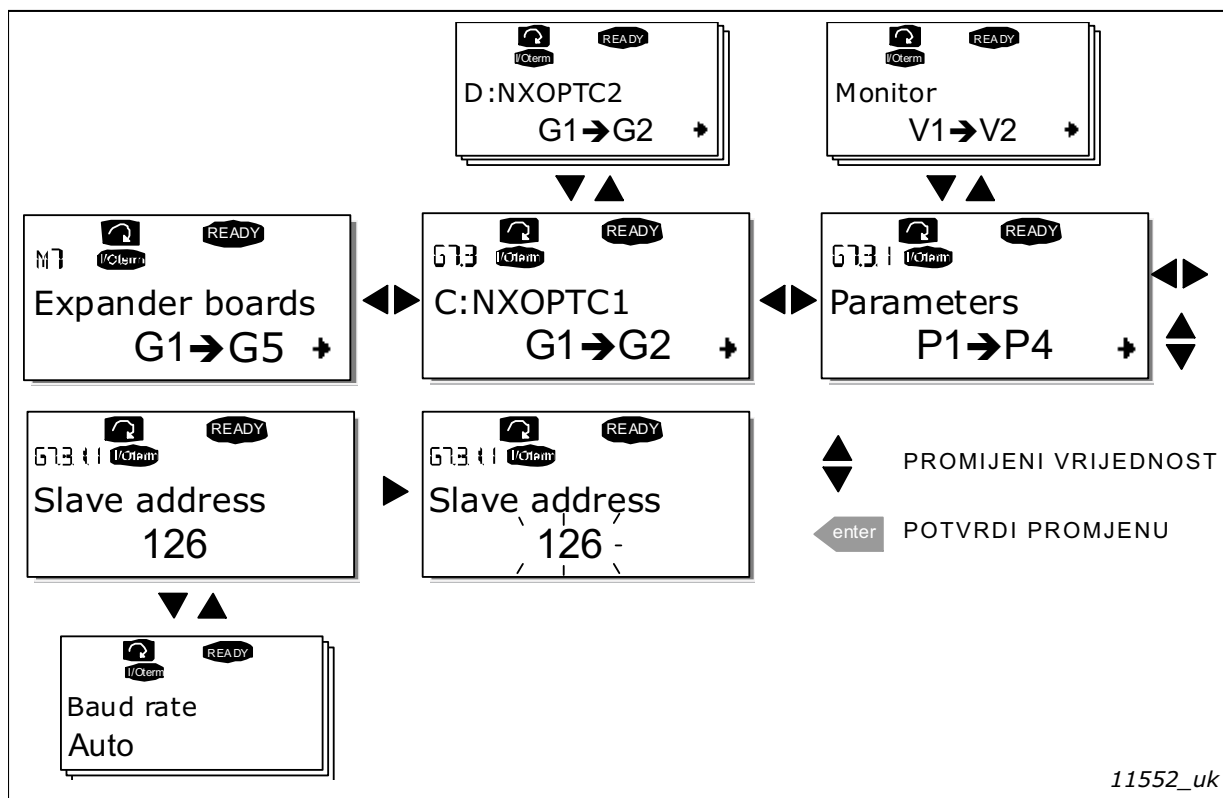 READY
I/Oterm
D:NXOPTC2
G1➔G2
READY
I/Oterm
Monitor
V1➔V2
READY
M7 I/Oterm
Expander boards
G1➔G5
READY
G7.3 I/Oterm
C:NXOPTC1
G1➔G2
READY
G7.3.1 I/Oterm
Parameters
P1➔P4
READY
G7.3.1.1 I/Oterm
Slave address
126
READY
G7.3.1.1 I/Oterm
Slave address
126
PROMIJENI VRIJEDNOST
enter POTVRDI PROMJENU
READY
I/Oterm
Baud rate
Auto
11552_uk